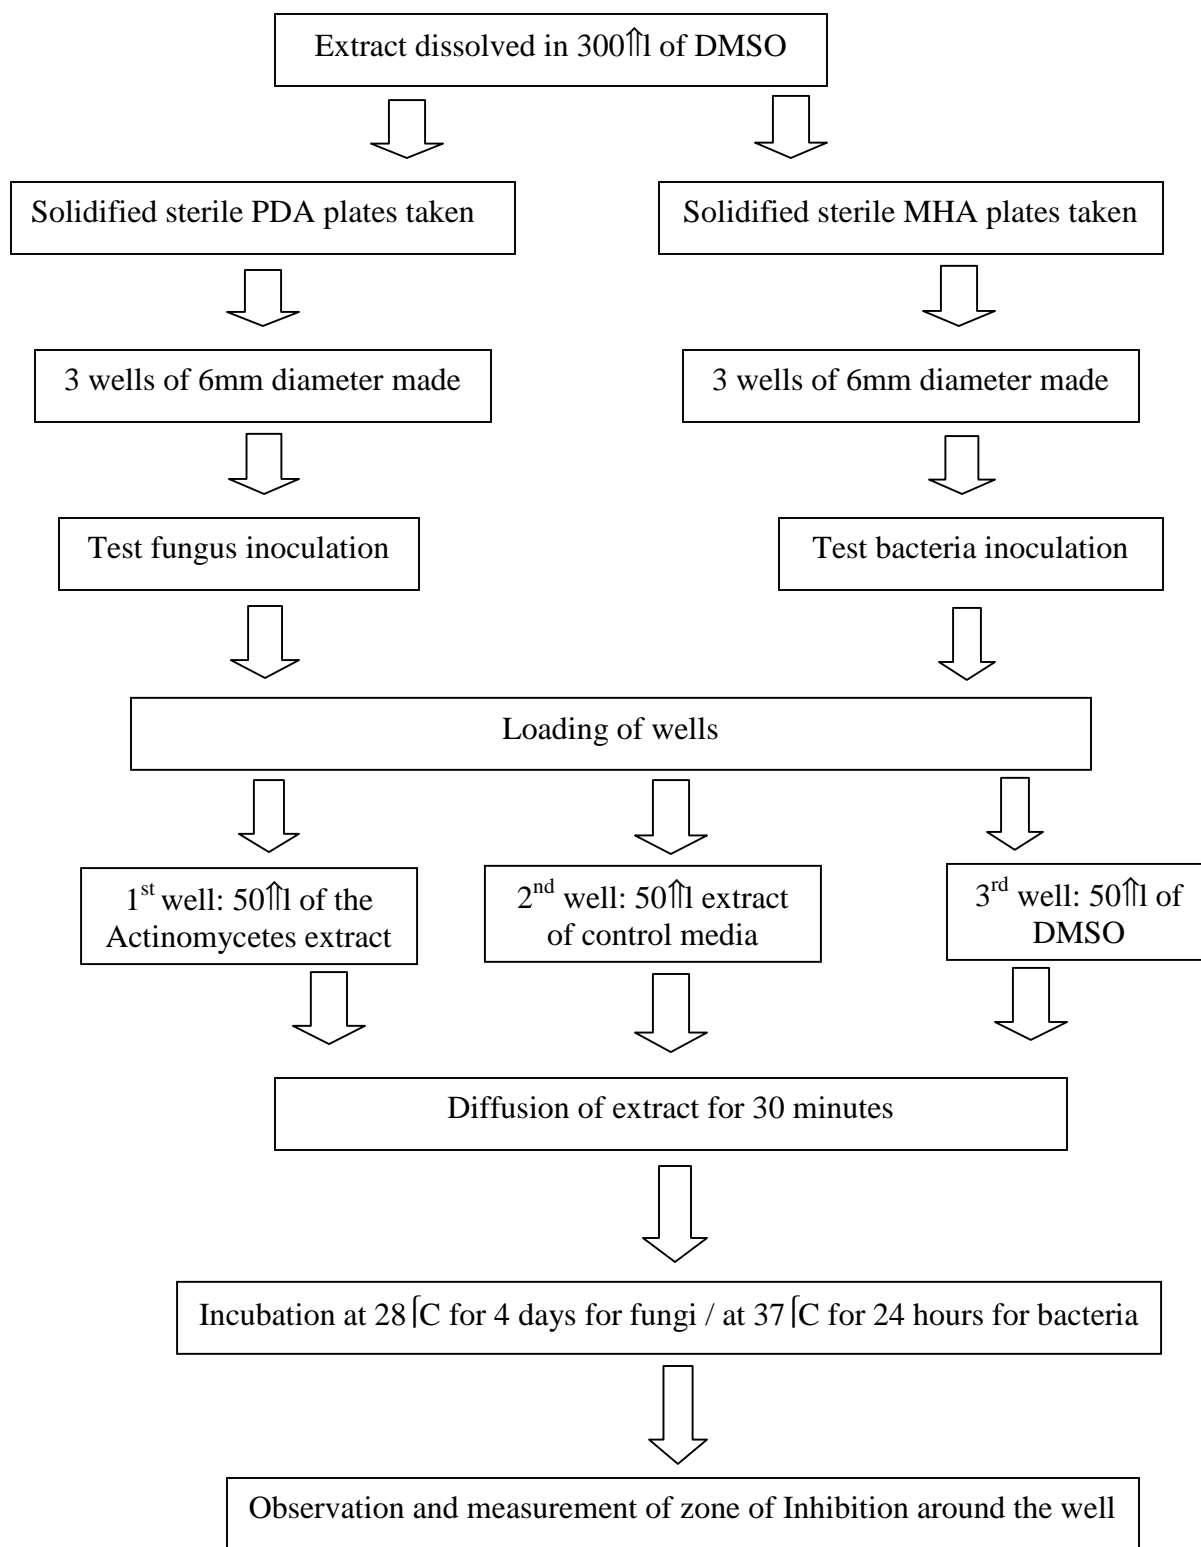 Extract dissolved in 300⇑l of DMSO
Solidified sterile PDA plates taken
Solidified sterile MHA plates taken
3 wells of 6mm diameter made
3 wells of 6mm diameter made
Test fungus inoculation
Test bacteria inoculation
Loading of wells
1st well: 50⇑l of the
Actinomycetes extract
2nd well: 50⇑l extract
of control media
3rd well: 50⇑l of
DMSO
Diffusion of extract for 30 minutes
Incubation at 28⌠C for 4 days for fungi / at 37⌠C for 24 hours for bacteria
Observation and measurement of zone of Inhibition around the well